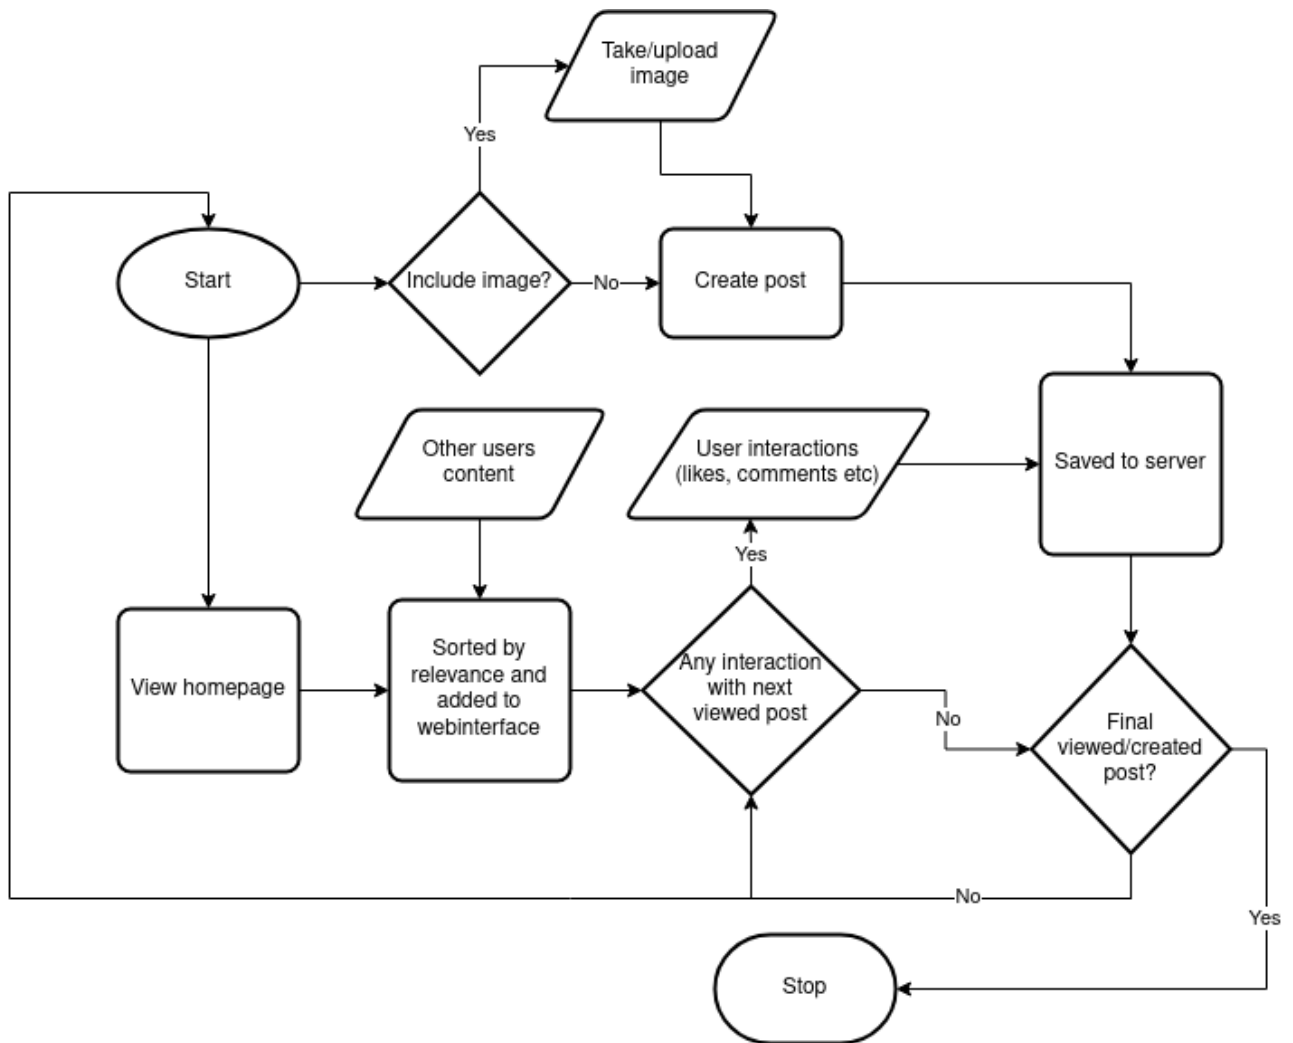 Take/upload
image
Yes
Start
Include image?
No
Create post
Other users
content
User interactions
(likes, comments etc)
Saved to server
Yes
View homepage
Sorted by
relevance and
added to
webinterface
Any interaction
with next
viewed post
No
Final
viewed/created
post?
No
Yes
Stop